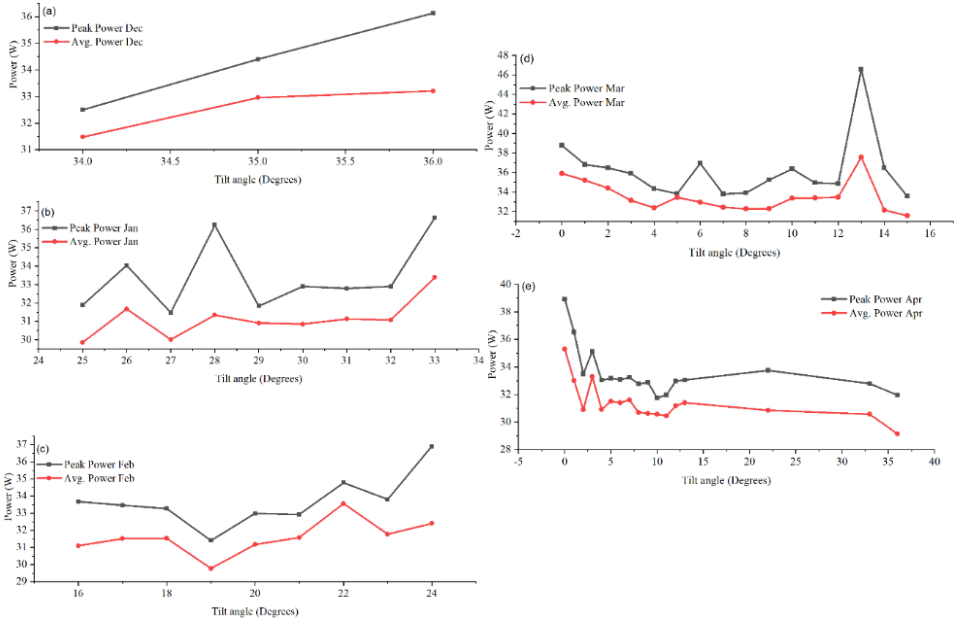 (a)
Peak Power Dec
Avg. Power Dec
Power (W)
36
35
34
33
32
31
34.0 34.5 35.0 35.5 36.0
Tilt angle (Degrees)
(b)
Peak Power Jan
Avg. Power Jan
Power (W)
37
36
35
34
33
32
31
30
24 25 26 27 28 29 30 31 32 33 34
Tilt angle (Degrees)
(c)
Peak Power Feb
Avg. Power Feb
Power (W)
37
36
35
34
33
32
31
30
29
16 18 20 22 24
Tilt angle (Degrees)
(d)
Peak Power Mar
Avg. Power Mar
Power (W)
48
46
44
42
40
38
36
34
32
-2 0 2 4 6 8 10 12 14 16
Tilt angle (Degrees)
(e)
Peak Power Apr
Avg. Power Apr
Power (W)
40
38
36
34
32
30
28
-5 0 5 10 15 20 25 30 35 40
Tilt angle (Degrees)